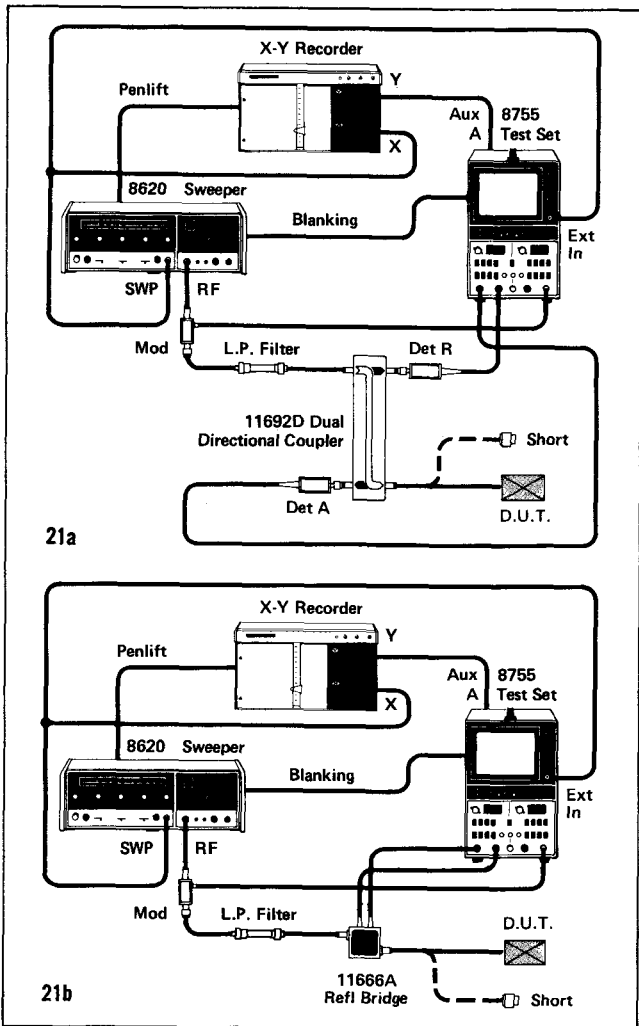 X-Y Recorder
Penlift
Y
Aux
A
8755
Test Set
X
8620 Sweeper
Blanking
Ext
In
SWP
RF
Mod
L.P. Filter
Det R
11692D Dual
Directional Coupler
Short
Det A
D.U.T.
21a
X-Y Recorder
Penlift
Y
Aux
A
8755
Test Set
X
8620 Sweeper
Blanking
Ext
In
SWP
RF
Mod
L.P. Filter
D.U.T.
11666A
Refl Bridge
Short
21b